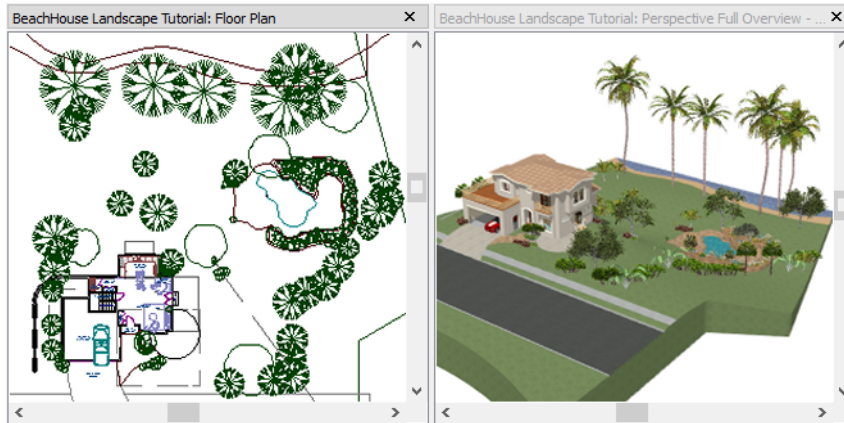 BeachHouse Landscape Tutorial: Floor Plan
BeachHouse Landscape Tutorial: Perspective Full Overview - ...